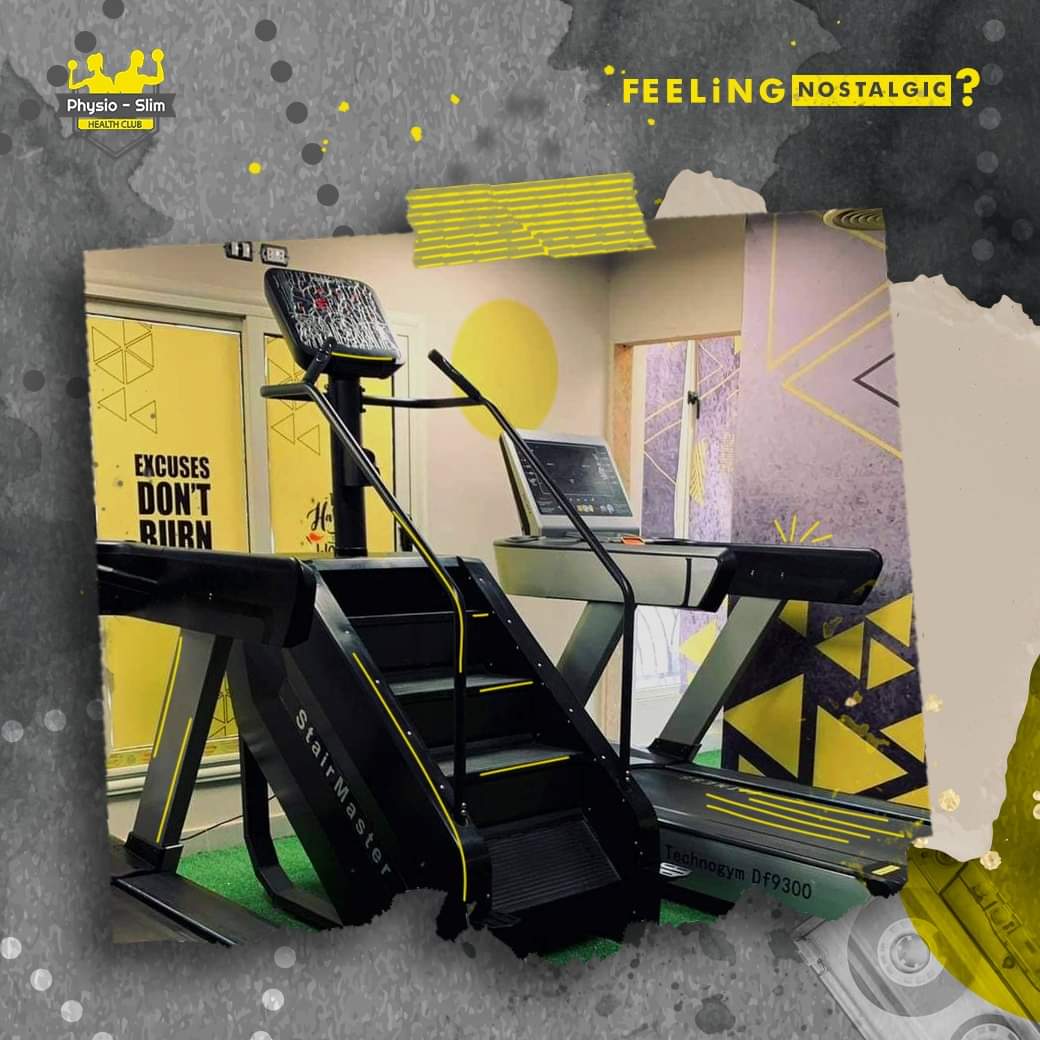 Physio - Slim
HEALTH CLUB
FEELiNG NOSTALGIC?
EXCUSES
DON'T
BURN
StairMaster
Technogym Df9300